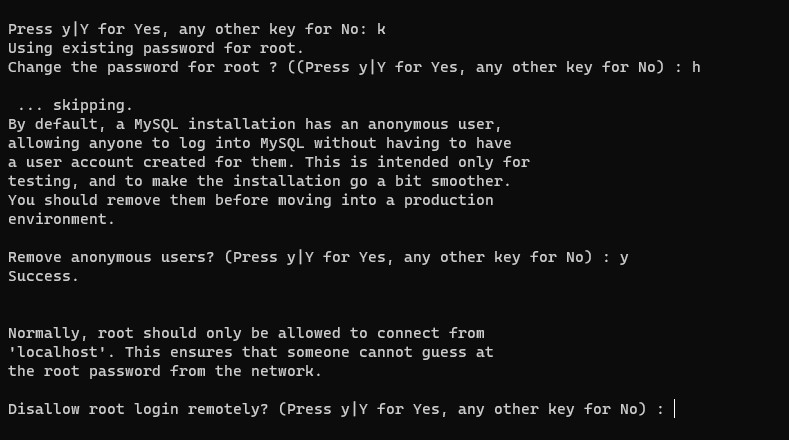 Press y|Y for Yes, any other key for No: k
Using existing password for root.
Change the password for root ? ((Press y|Y for Yes, any other key for No) : h
... skipping.
By default, a MySQL installation has an anonymous user,
allowing anyone to log into MySQL without having to have
a user account created for them. This is intended only for
testing, and to make the installation go a bit smoother.
You should remove them before moving into a production
environment.
Remove anonymous users? (Press y|Y for Yes, any other key for No) : y
Success.
Normally, root should only be allowed to connect from
'localhost'. This ensures that someone cannot guess at
the root password from the network.
Disallow root login remotely? (Press y|Y for Yes, any other key for No) :